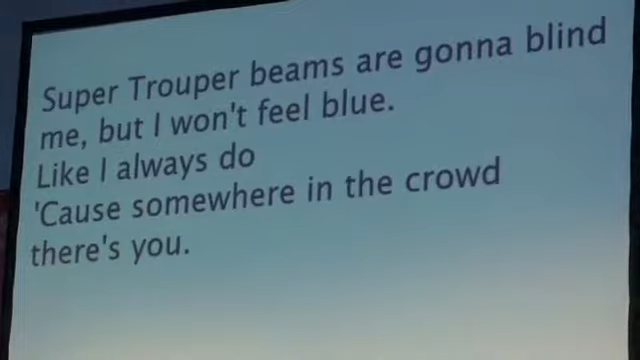 Super Trouper beams are gonna blind
me, but I won't feel blue.
Like I always do
'Cause somewhere in the crowd
there's you.